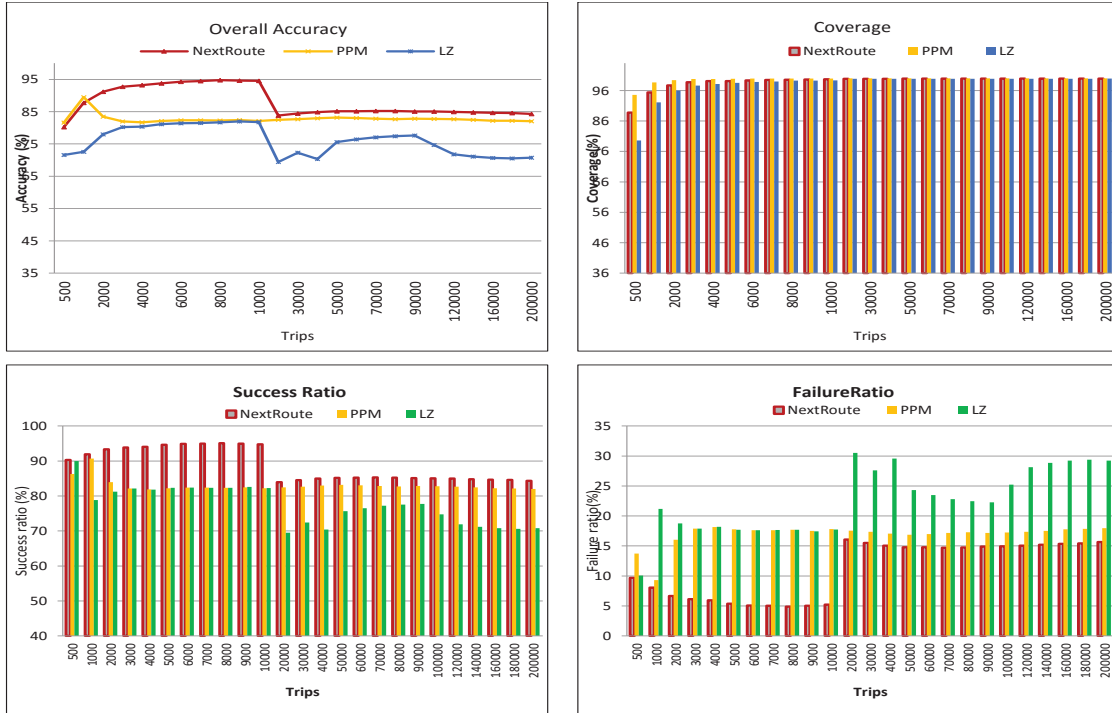 Overall Accuracy
NextRoute PPM LZ
95
85
75
65
55
45
35
Accuracy (%)
500 2000 4000 6000 8000 10000 30000 50000 70000 90000 120000 160000 200000
Trips
Coverage
NextRoute PPM LZ
96
86
76
66
56
46
36
Coverage(%)
500 2000 4000 6000 8000 10000 30000 50000 70000 90000 120000 160000 200000
Trips
Success Ratio
NextRoute PPM LZ
100
90
80
70
60
50
40
Success ratio (%)
500 1000 2000 3000 4000 5000 6000 7000 8000 9000 10000 20000 30000 40000 50000 60000 70000 80000 90000 100000 120000 140000 160000 180000 200000
Trips
FailureRatio
NextRoute PPM LZ
35
30
25
20
15
10
5
0
Failure ratio(%)
500 1000 2000 3000 4000 5000 6000 7000 8000 9000 10000 20000 30000 40000 50000 60000 70000 80000 90000 100000 120000 140000 160000 180000 200000
Trips